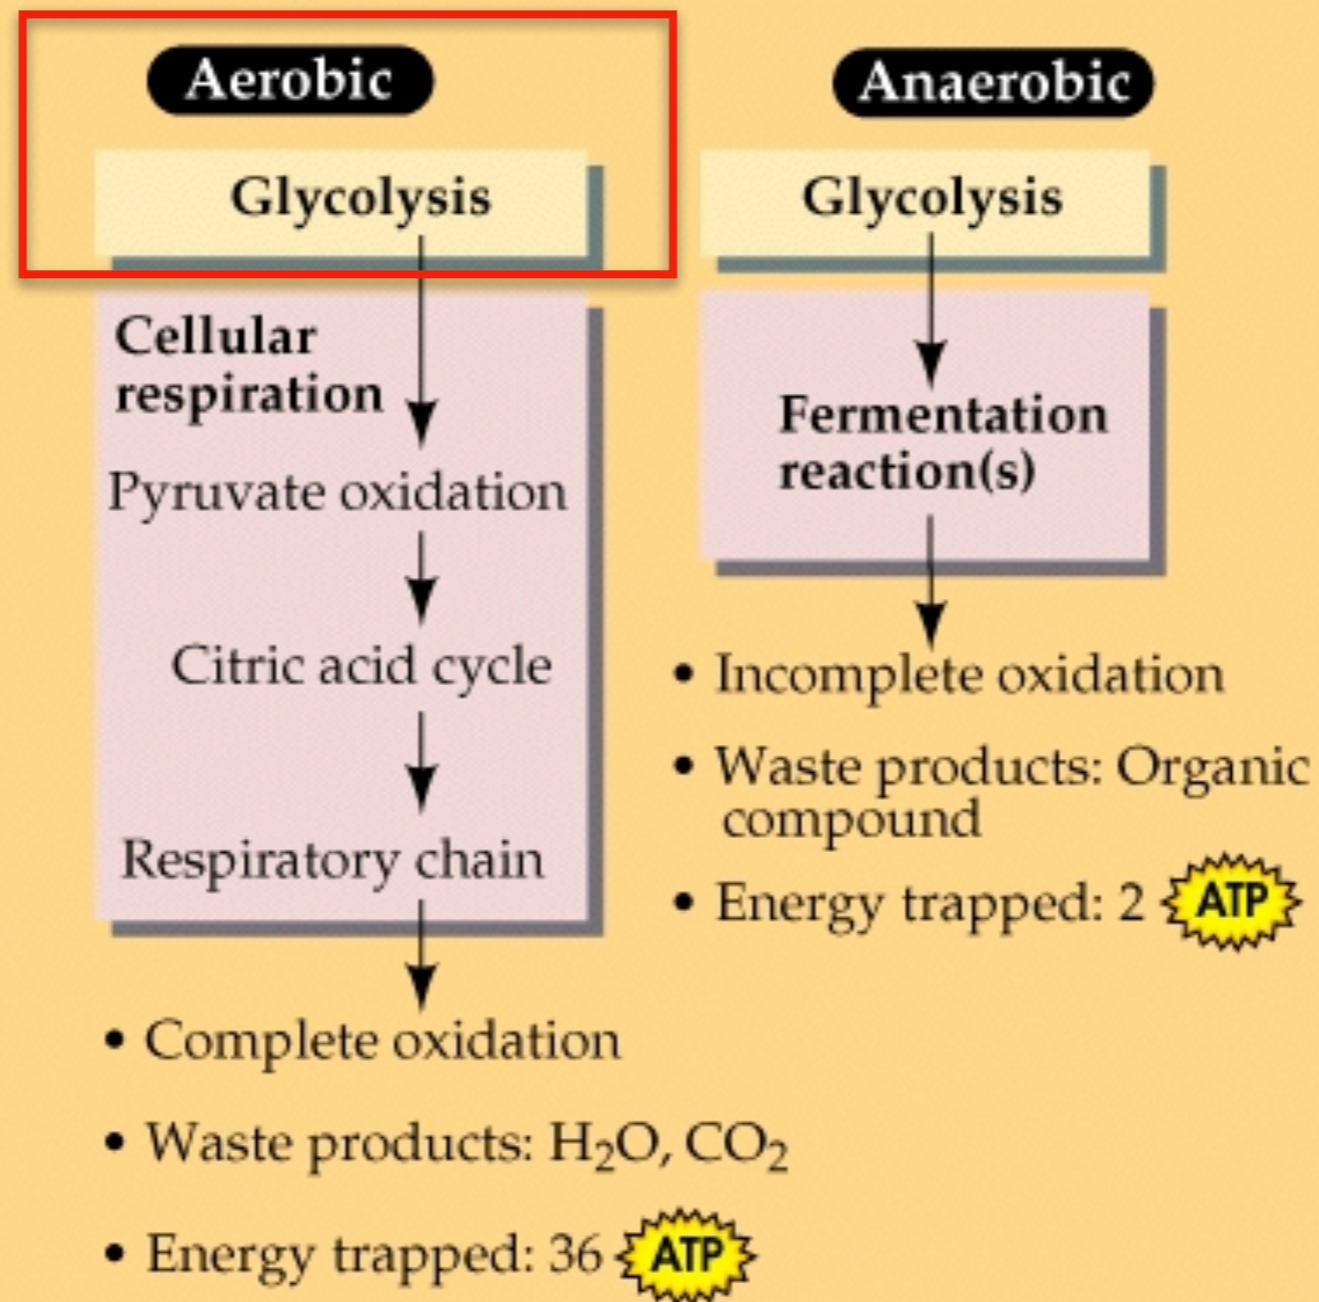 Aerobic
Glycolysis
Cellular
respiration
Pyruvate oxidation
Citric acid cycle
Respiratory chain
• Complete oxidation
• Waste products: H₂O, CO₂
• Energy trapped: 36 ATP
Anaerobic
Glycolysis
Fermentation
reaction(s)
• Incomplete oxidation
• Waste products: Organic
compound
• Energy trapped: 2 ATP